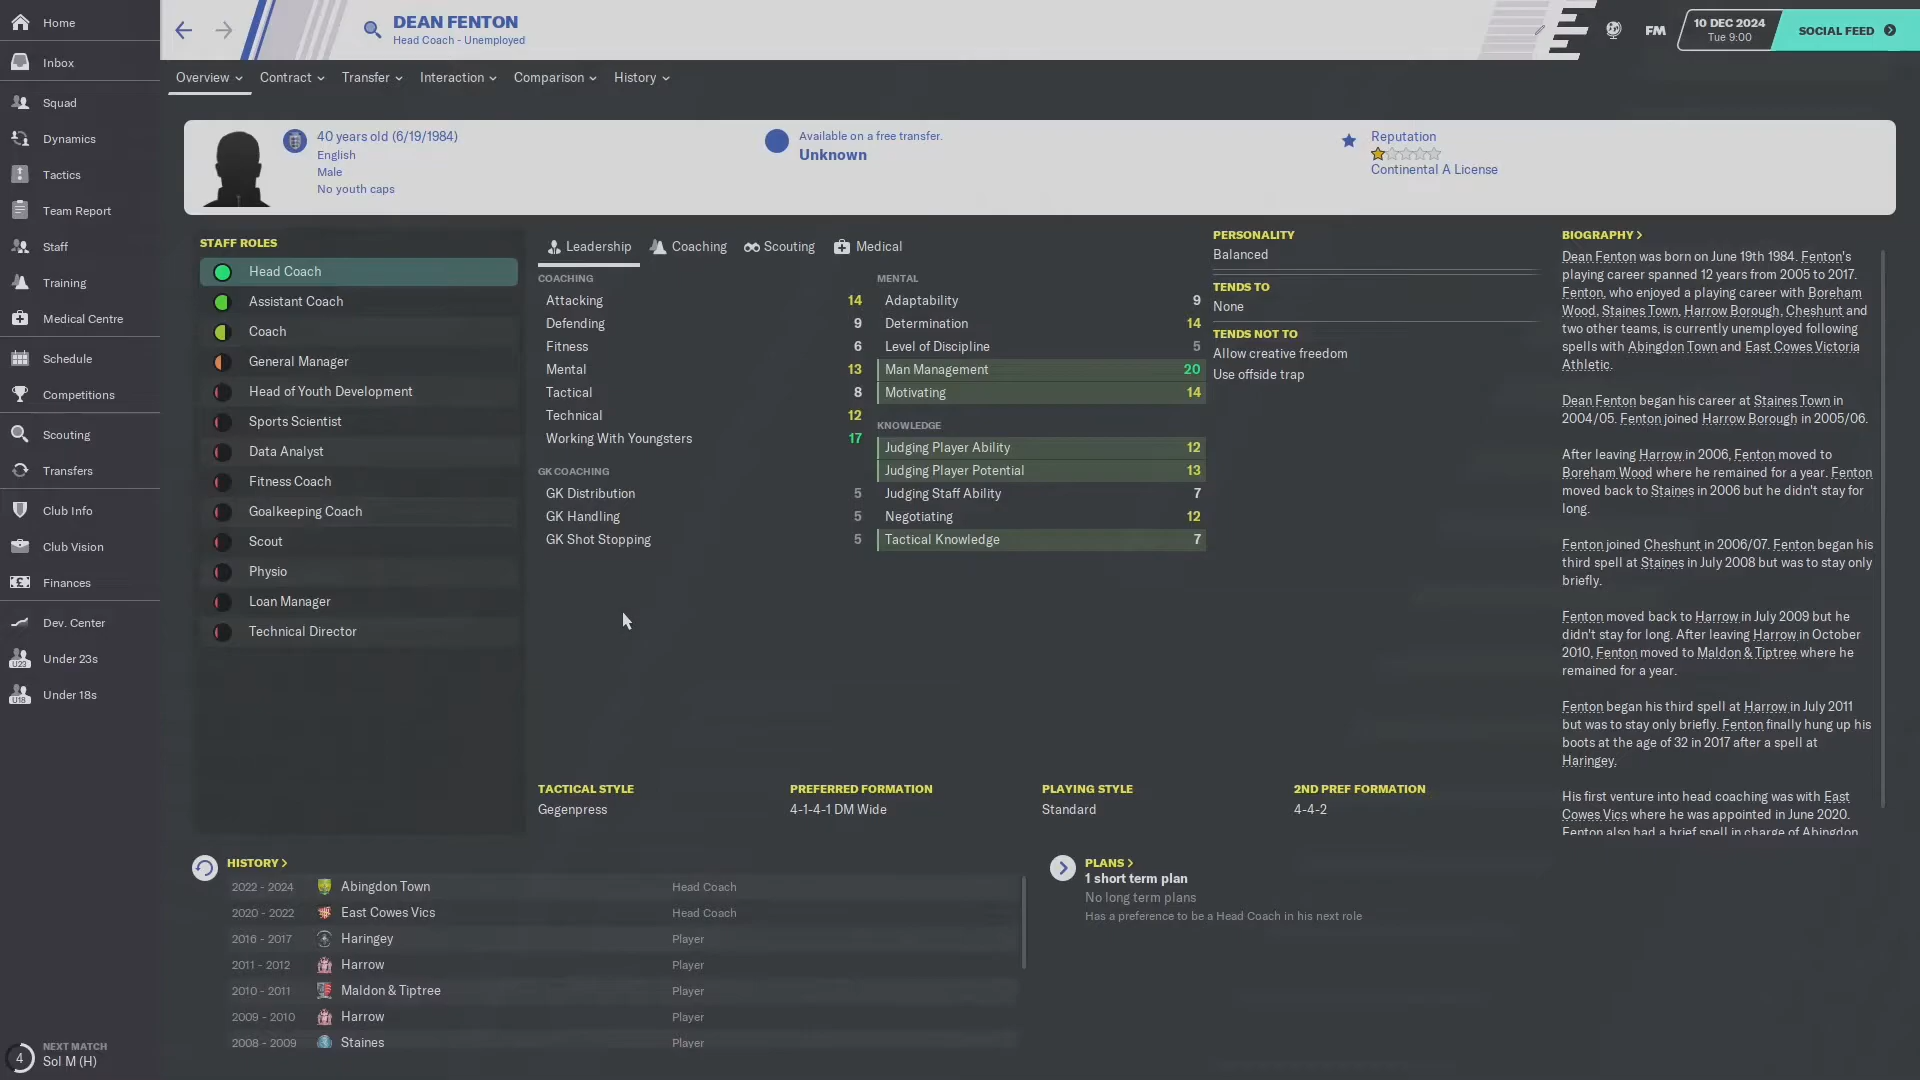 Home
Inbox
Squad
Dynamics
Tactics
Team Report
Staff
Training
Medical Centre
Schedule
Competitions
Scouting
Transfers
Club Info
Club Vision
Finances
Dev. Center
U23
Under 23s
U18
Under 18s
4
NEXT MATCH
Sol M (H)
DEAN FENTON
Head Coach - Unemployed
FM
10 DEC 2024
Tue 9:00
SOCIAL FEED
Overview
Contract
Transfer
Interaction
Comparison
History
40 years old (6/19/1984)
English
Male
No youth caps
Available on a free transfer.
Unknown
Reputation
Continental A License
STAFF ROLES
Head Coach
Assistant Coach
Coach
General Manager
Head of Youth Development
Sports Scientist
Data Analyst
Fitness Coach
Goalkeeping Coach
Scout
Physio
Loan Manager
Technical Director
Leadership
Coaching
Scouting
Medical
COACHING
Attacking 14
Defending 9
Fitness 6
Mental 13
Tactical 8
Technical 12
Working With Youngsters 17
GK COACHING
GK Distribution 5
GK Handling 5
GK Shot Stopping 5
MENTAL
Adaptability 9
Determination 14
Level of Discipline 5
Man Management 20
Motivating 14
KNOWLEDGE
Judging Player Ability 12
Judging Player Potential 13
Judging Staff Ability 7
Negotiating 12
Tactical Knowledge 7
PERSONALITY
Balanced
TENDS TO
None
TENDS NOT TO
Allow creative freedom
Use offside trap
BIOGRAPHY >
Dean Fenton was born on June 19th 1984. Fenton's
playing career spanned 12 years from 2005 to 2017.
Fenton, who enjoyed a playing career with Boreham
Wood, Staines Town, Harrow Borough, Cheshunt and
two other teams, is currently unemployed following
spells with Abingdon Town and East Cowes Victoria
Athletic.
Dean Fenton began his career at Staines Town in
2004/05. Fenton joined Harrow Borough in 2005/06.
After leaving Harrow in 2006, Fenton moved to
Boreham Wood where he remained for a year. Fenton
moved back to Staines in 2006 but he didn't stay for
long.
Fenton joined Cheshunt in 2006/07. Fenton began his
third spell at Staines in July 2008 but was to stay only
briefly.
Fenton moved back to Harrow in July 2009 but he
didn't stay for long. After leaving Harrow in October
2010, Fenton moved to Maldon & Tiptree where he
remained for a year.
Fenton began his third spell at Harrow in July 2011
but was to stay only briefly. Fenton finally hung up his
boots at the age of 32 in 2017 after a spell at
Haringey.
His first venture into head coaching was with East
Cowes Vics where he was appointed in June 2020.
Fenton also had a brief spell in charge of Abingdon
TACTICAL STYLE
Gegenpress
PREFERRED FORMATION
4-1-4-1 DM Wide
PLAYING STYLE
Standard
2ND PREF FORMATION
4-4-2
HISTORY >
2022 - 2024 Abingdon Town Head Coach
2020 - 2022 East Cowes Vics Head Coach
2016 - 2017 Haringey Player
2011 - 2012 Harrow Player
2010 - 2011 Maldon & Tiptree Player
2009 - 2010 Harrow Player
2008 - 2009 Staines Player
PLANS >
1 short term plan
No long term plans
Has a preference to be a Head Coach in his next role